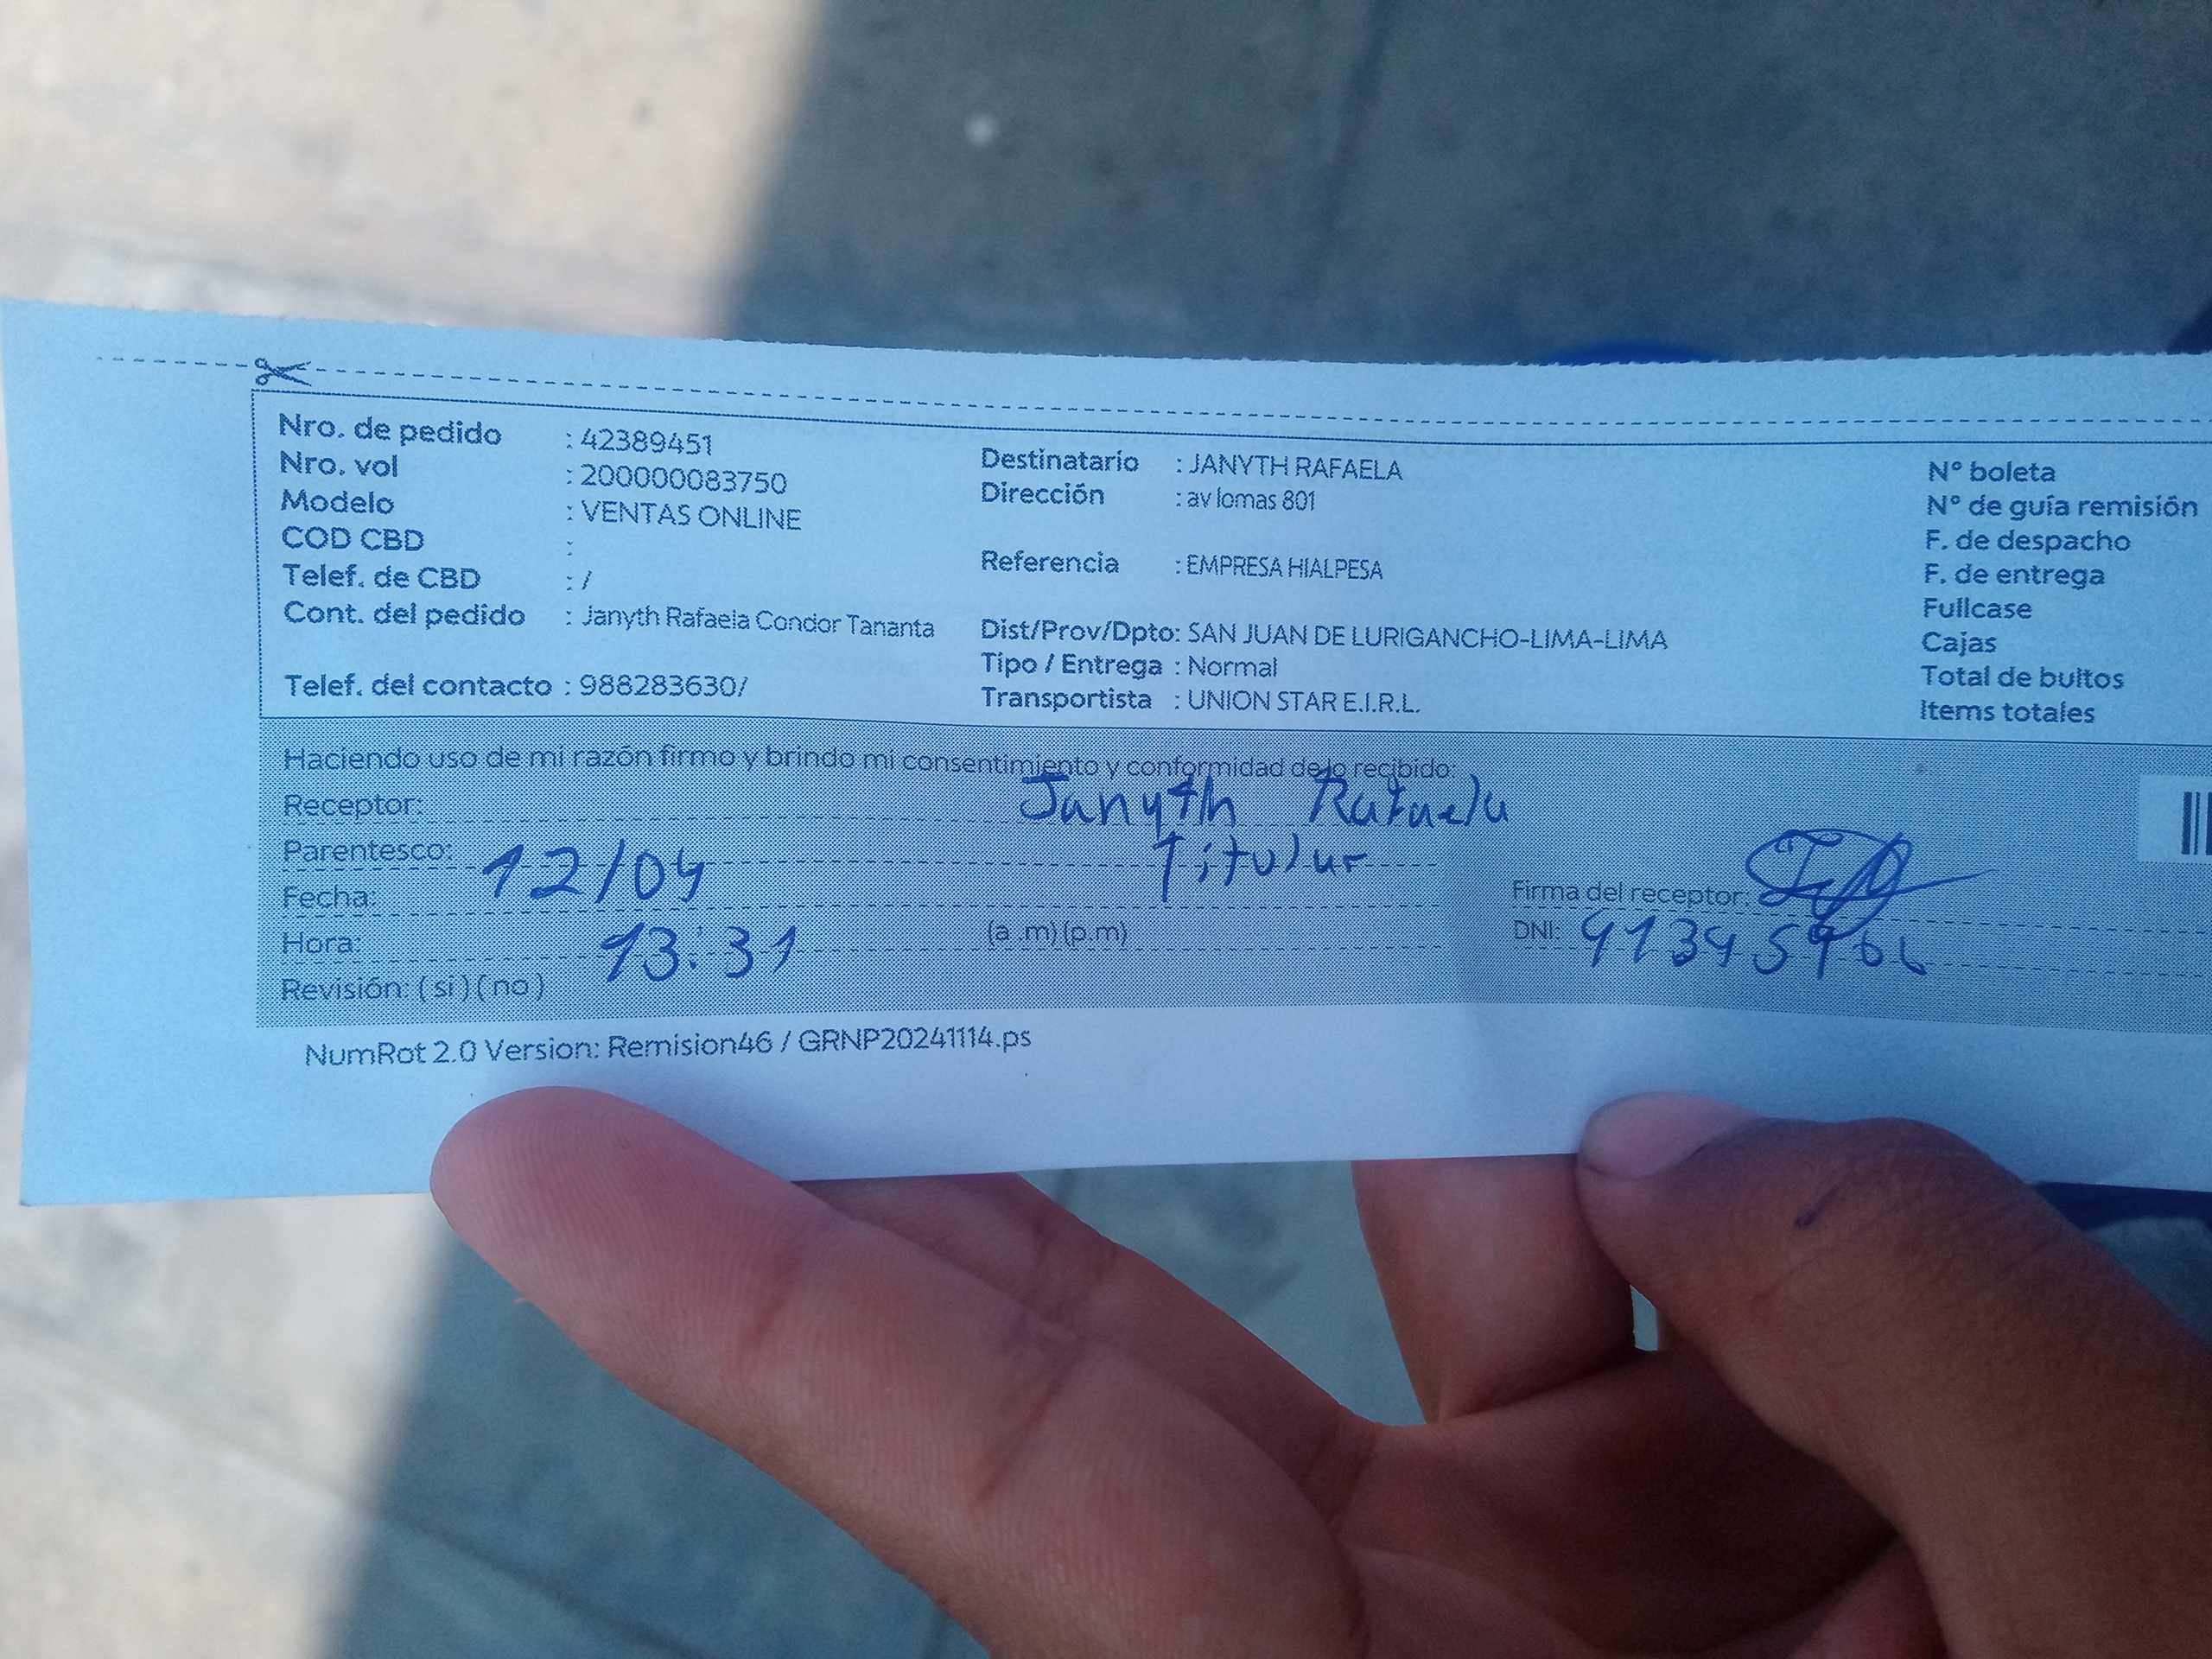 Nro. de pedido : 42389451
Nro. vol : 200000083750
Modelo : VENTAS ONLINE
COD CBD :
Telef. de CBD : /
Cont. del pedido : Janyth Rafaela Condor Tananta
Telef. del contacto : 988283630/
Destinatario : JANYTH RAFAELA
Dirección : av lomas 801
Referencia : EMPRESA HIALPESA
Dist/Prov/Dpto: SAN JUAN DE LURIGANCHO-LIMA-LIMA
Tipo / Entrega : Normal
Transportista : UNION STAR E.I.R.L.
N° boleta
N° de guía remisión
F. de despacho
F. de entrega
Fullcase
Cajas
Total de bultos
Items totales
Haciendo uso de mi razón firmo y brindo mi consentimiento y conformidad de lo recibido:
Receptor: Janyth Rafaela
Parentesco: Titular
Fecha: 12/04
Hora: 13:31 (a .m) (p.m)
Revisión: ( si ) ( no )
Firma del receptor:
DNI:
NumRot 2.0 Version: Remision46 / GRNP20241114.ps